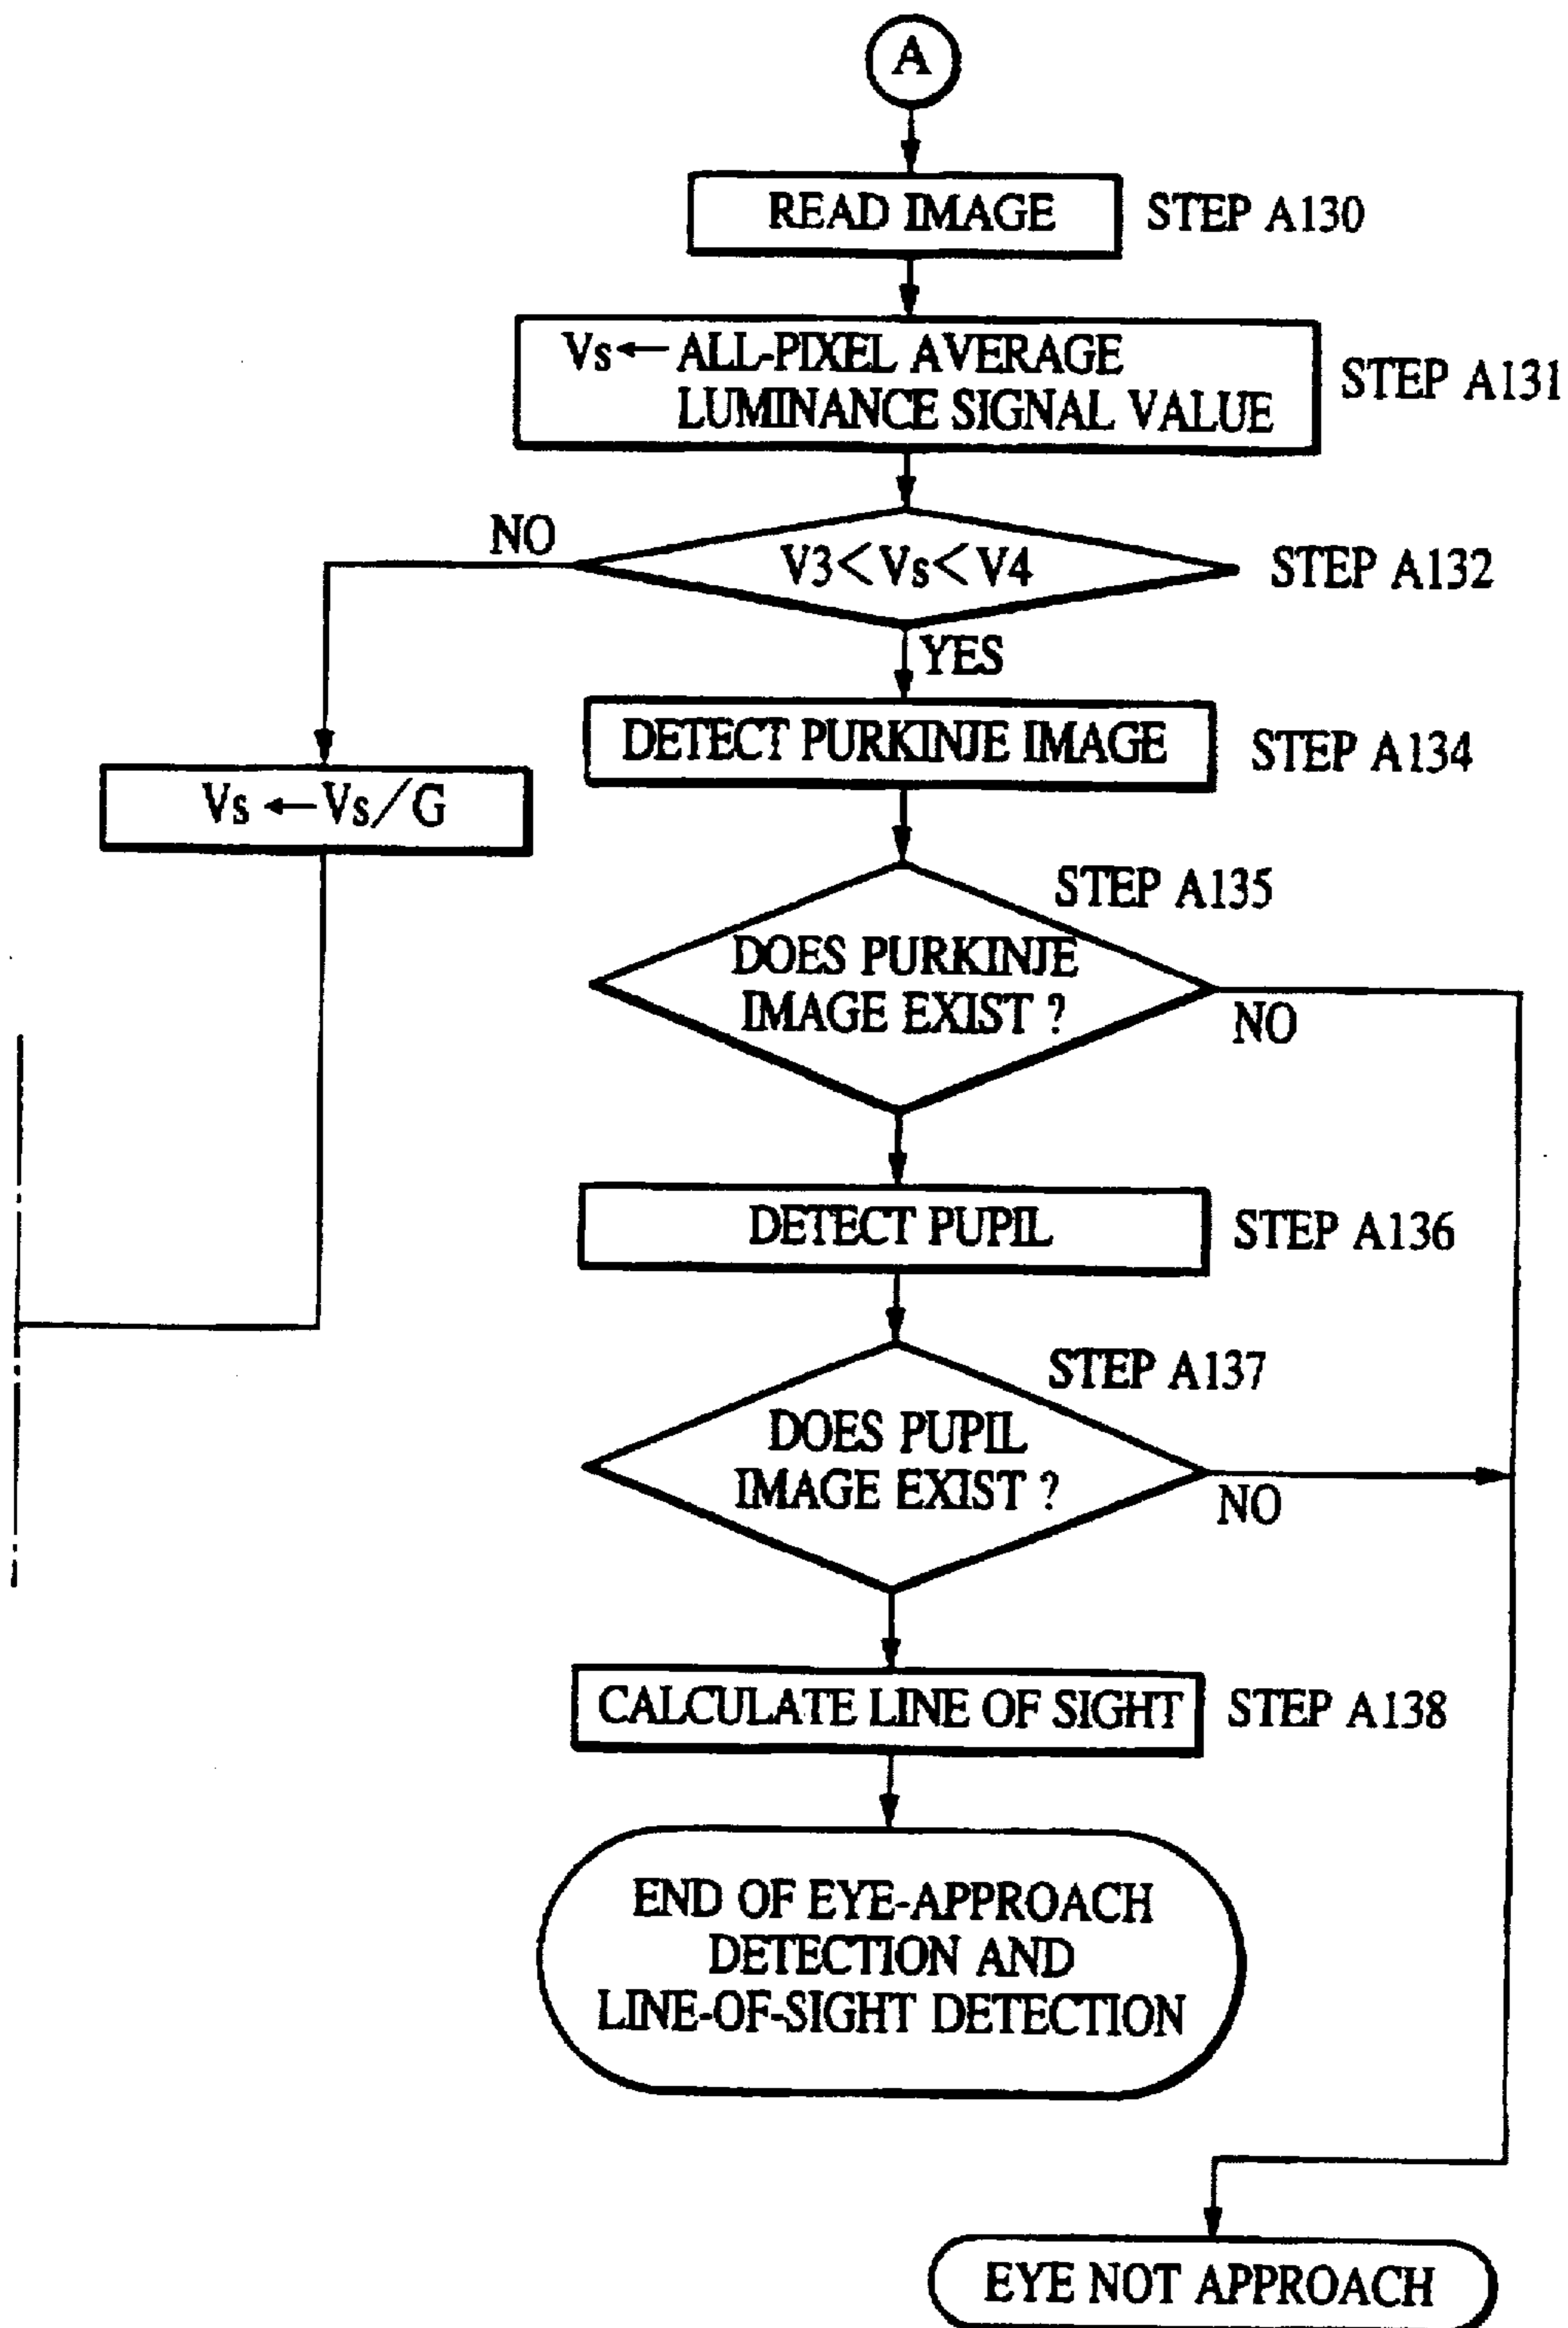 A
READ IMAGE
STEP A130
Vs←ALL-PIXEL AVERAGE
LUMINANCE SIGNAL VALUE
STEP A131
NO
V3<Vs<V4
STEP A132
YES
DETECT PURKINJE IMAGE
STEP A134
Vs←Vs/G
STEP A135
DOES PURKINJE
IMAGE EXIST ?
NO
DETECT PUPIL
STEP A136
STEP A137
DOES PUPIL
IMAGE EXIST ?
NO
CALCULATE LINE OF SIGHT
STEP A138
END OF EYE-APPROACH
DETECTION AND
LINE-OF-SIGHT DETECTION
EYE NOT APPROACH